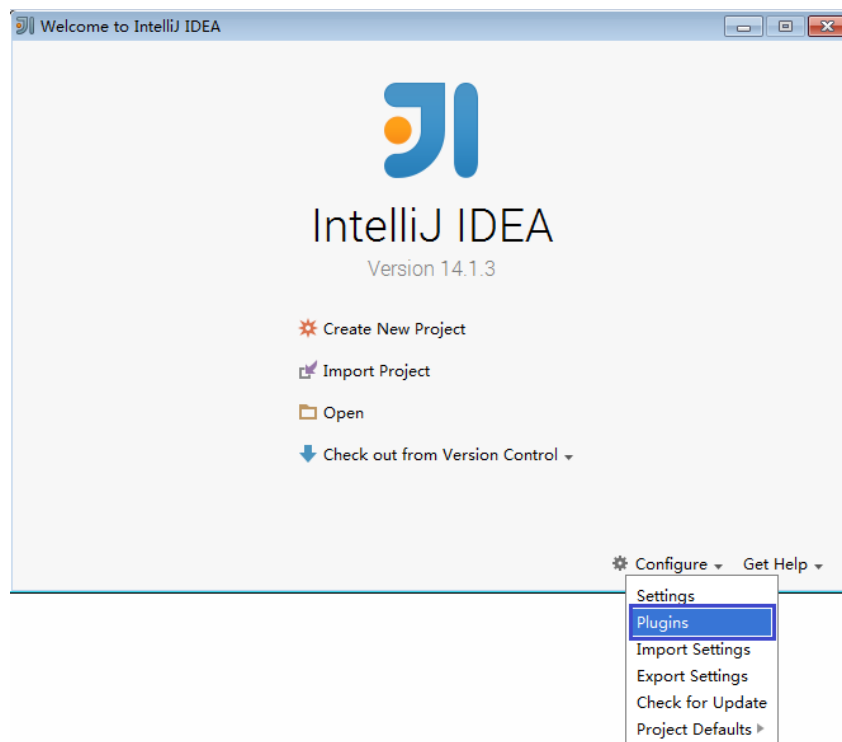 Welcome to IntelliJ IDEA
IntelliJ IDEA
Version 14.1.3
Create New Project
Import Project
Open
Check out from Version Control
Configure Get Help
Settings
Plugins
Import Settings
Export Settings
Check for Update
Project Defaults